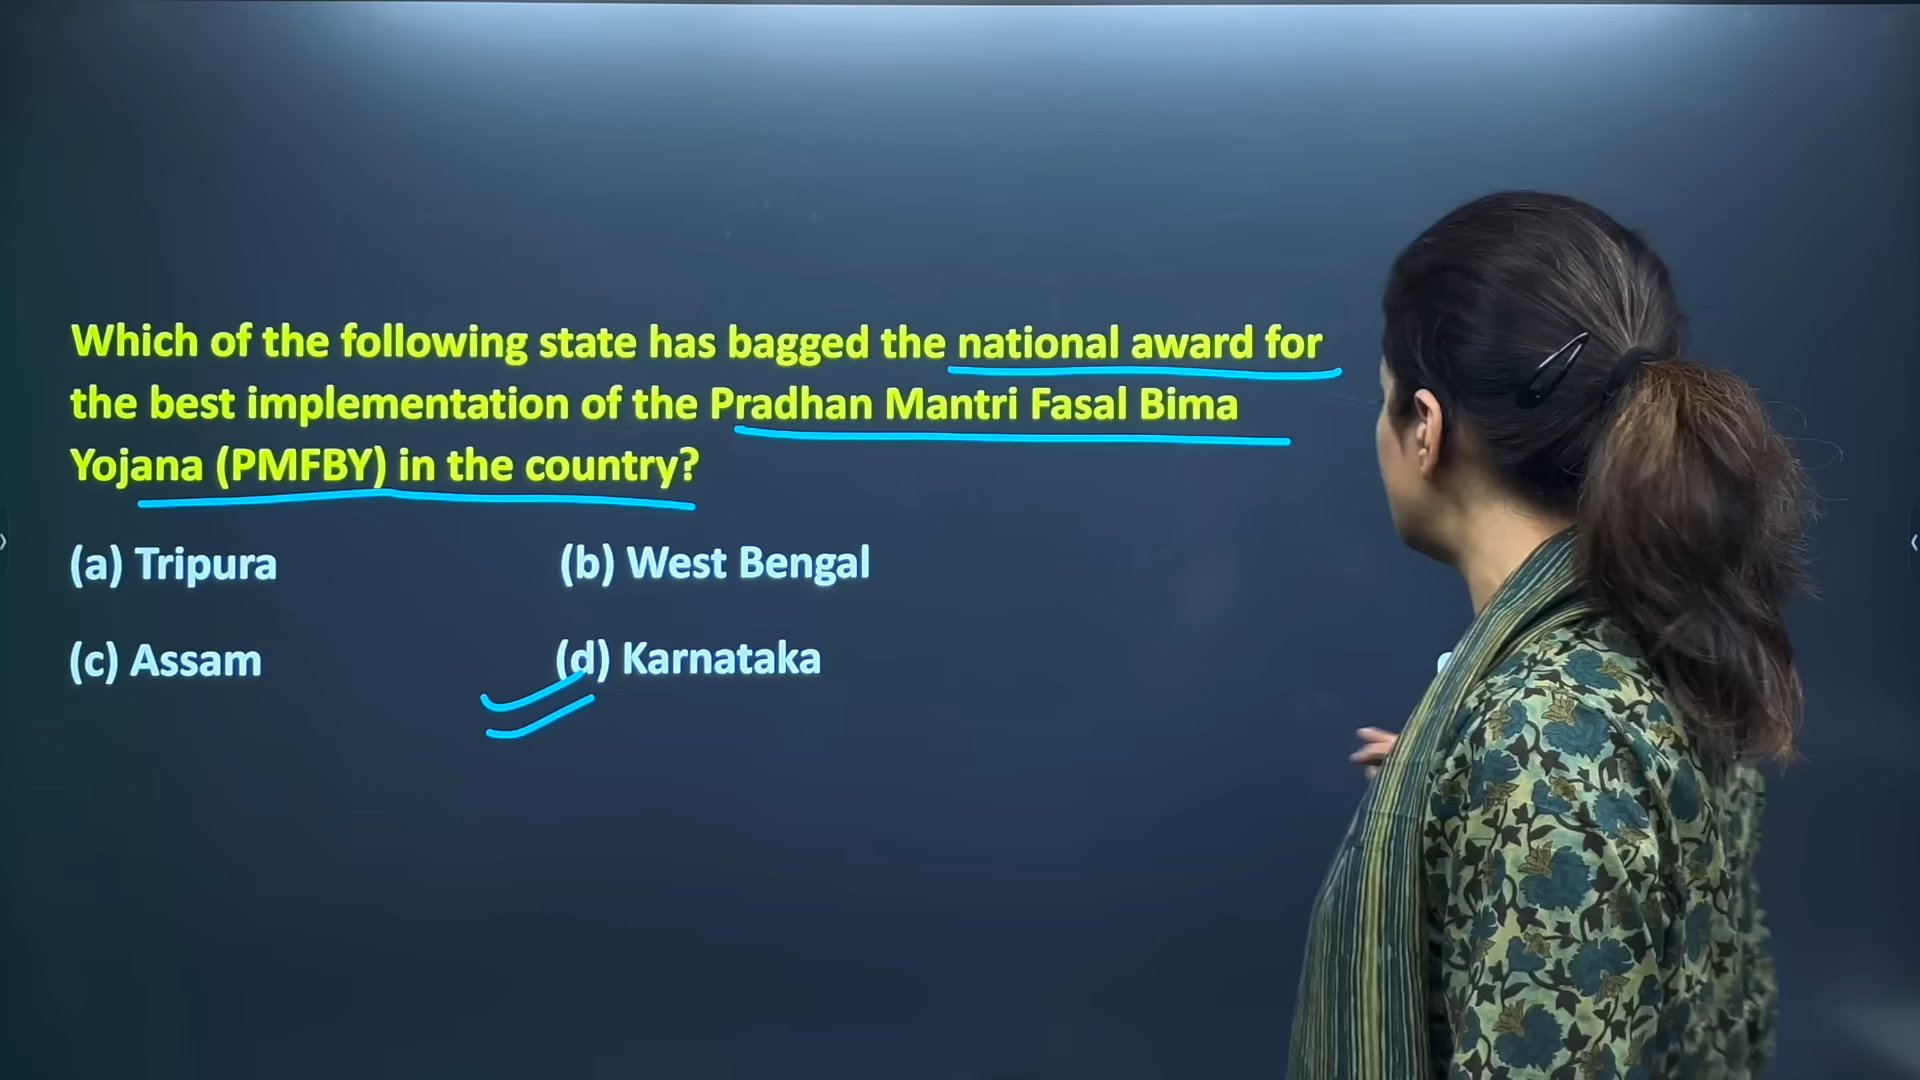 Which of the following state has bagged the national award for
the best implementation of the Pradhan Mantri Fasal Bima
Yojana (PMFBY) in the country?
(a) Tripura (b) West Bengal
(c) Assam (d) Karnataka